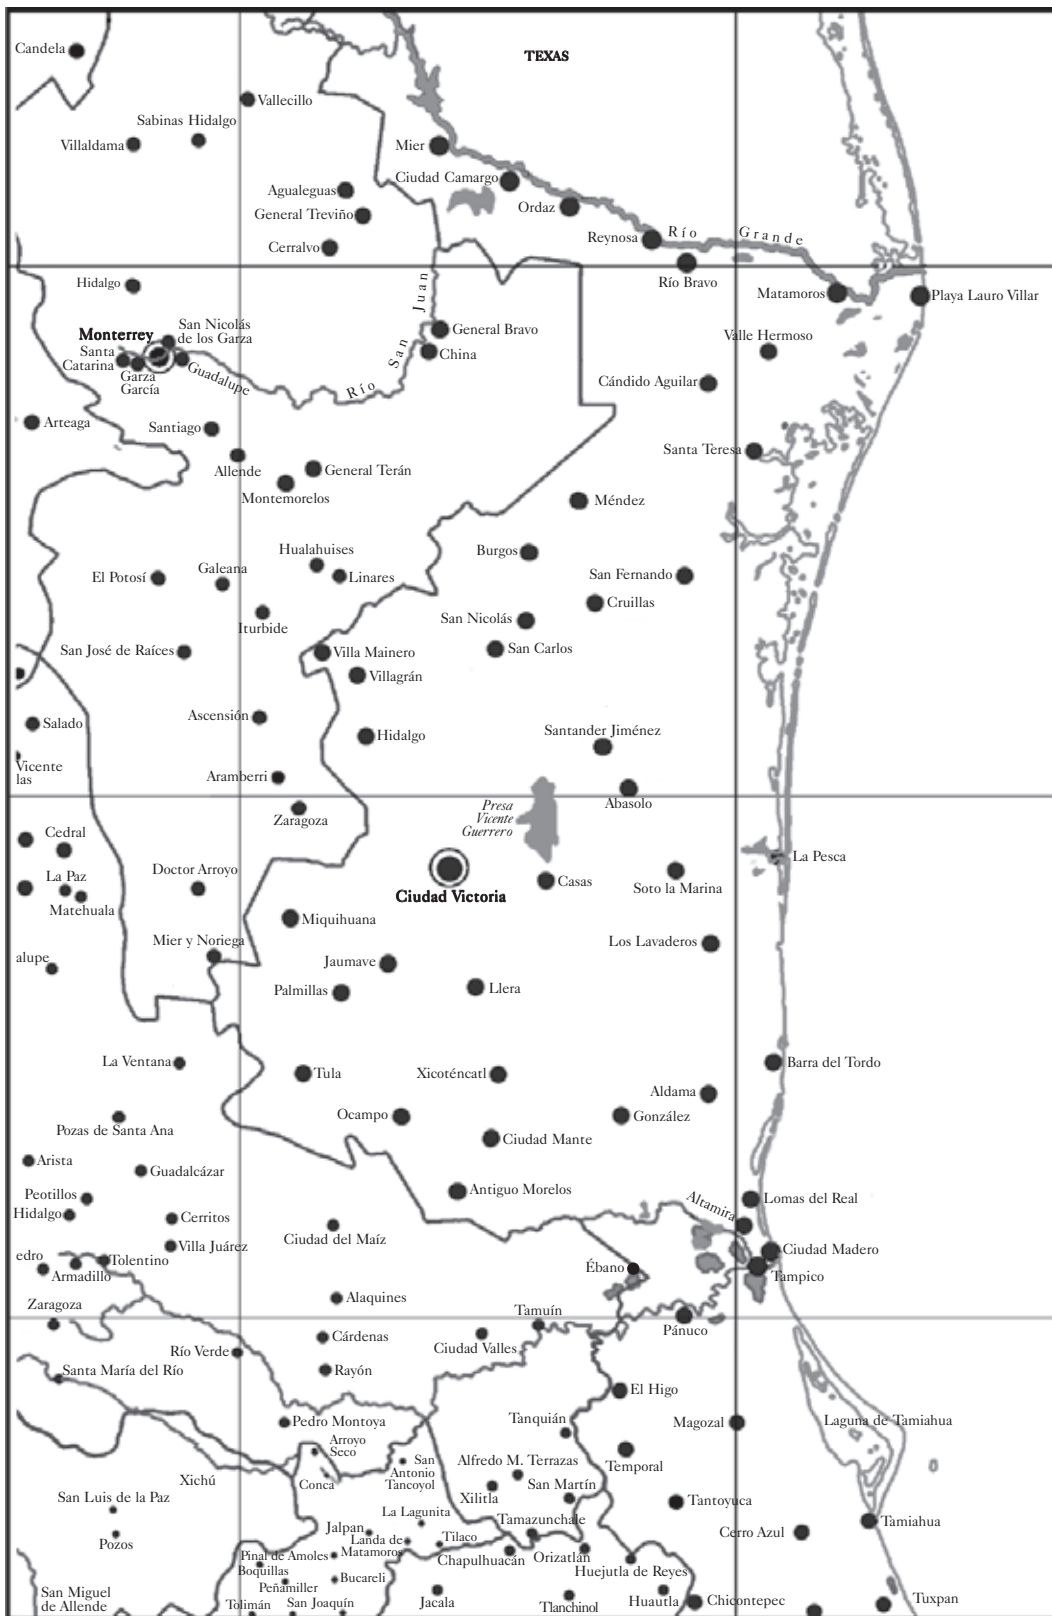 Candela
TEXAS
Vallecillo
Sabinas Hidalgo
Villaldama
Mier
Ciudad Camargo
Agualeguas
Ordaz
General Treviño
Reynosa
Río Grande
Cerralvo
Río Bravo
Hidalgo
Matamoros
Playa Lauro Villar
San Nicolás
de los Garza
Monterrey
General Bravo
Valle Hermoso
Santa
Catarina
China
Garza
García
Guadalupe
Río San Juan
Cándido Aguilar
Arteaga
Santiago
Santa Teresa
Allende
General Terán
Montemorelos
Méndez
Hualahuises
Burgos
Galeana
El Potosí
Linares
San Fernando
Cruillas
Iturbide
San Nicolás
San José de Raíces
Villa Mainero
San Carlos
Villagrán
Ascensión
Salado
Hidalgo
Santander Jiménez
Vicente
las
Aramberri
Abasolo
Presa
Vicente
Guerrero
Zaragoza
Cedral
La Pesca
Doctor Arroyo
La Paz
Casas
Soto la Marina
Matehuala
Ciudad Victoria
Miquihuana
Mier y Noriega
Los Lavaderos
alupe
Jaumave
Palmillas
Llera
La Ventana
Barra del Tordo
Tula
Xicoténcatl
Aldama
Ocampo
González
Pozas de Santa Ana
Ciudad Mante
Arista
Guadalcázar
Antiguo Morelos
Peotillos
Altamira
Lomas del Real
Hidalgo
Cerritos
Ciudad del Maíz
Villa Juárez
Ciudad Madero
edro
Tolentino
Armadillo
Ébano
Tampico
Alaquines
Zaragoza
Tamuín
Pánuco
Cárdenas
Ciudad Valles
Río Verde
Santa María del Río
Rayón
El Higo
Pedro Montoya
Tanquián
Magozal
Laguna de Tamiahua
Arroyo
Seco
San
Antonio
Tancoyol
Temporal
Xichú
Conca
Alfredo M. Terrazas
San Martín
Xilitla
San Luis de la Paz
Tantoyuca
La Lagunita
Tamazunchale
Tamiahua
Jalpan
Cerro Azul
Landa de
Matamoros
Tilaco
Pozos
Pinal de Amoles
Chapulhuacán
Orizatlán
Boquillas
Huejutla de Reyes
Peñamiller
Bucareli
San Miguel
de Allende
Tolimán
San Joaquín
Jacala
Tlanchinol
Huautla
Chicontepec
Tuxpan